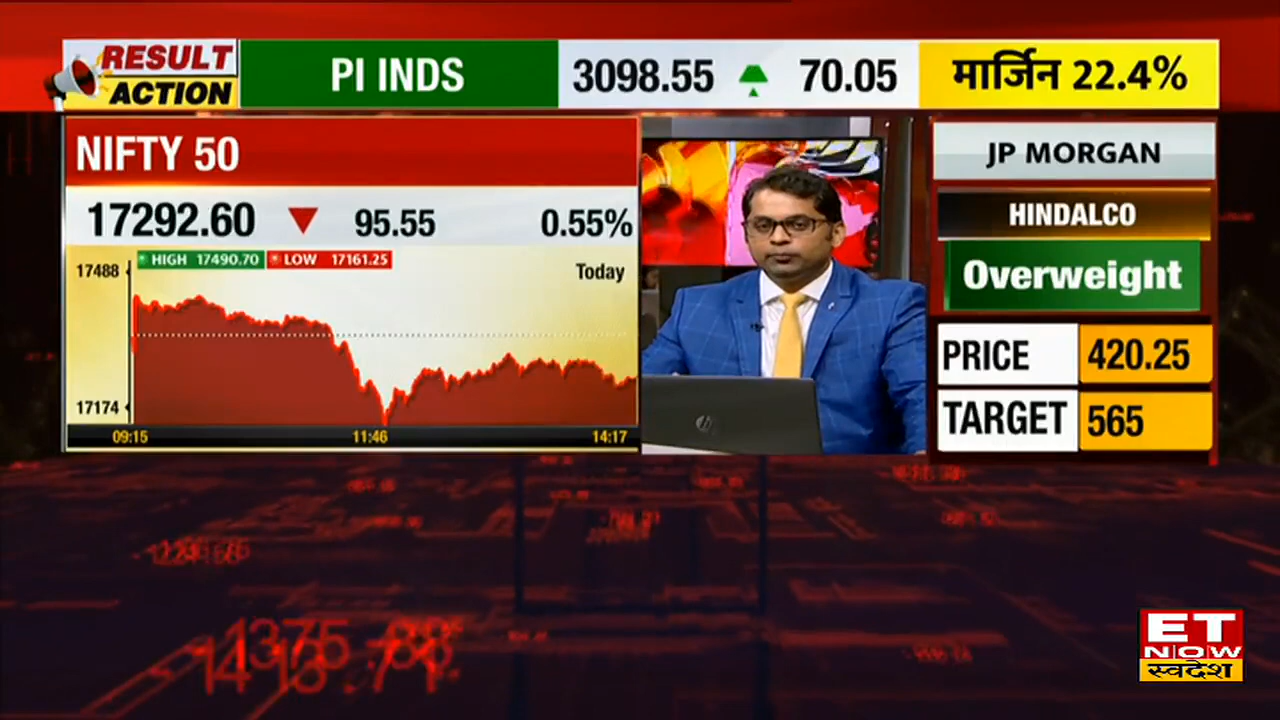 RESULT
ACTION
PI INDS
3098.55
70.05
मार्जिन 22.4%
NIFTY 50
17292.60
95.55
0.55%
HIGH 17490.70
LOW 17161.25
Today
17488
17174
09:15
11:46
14:17
hp
JP MORGAN
HINDALCO
Overweight
PRICE
420.25
TARGET
565
ET
NOW
स्वदेश